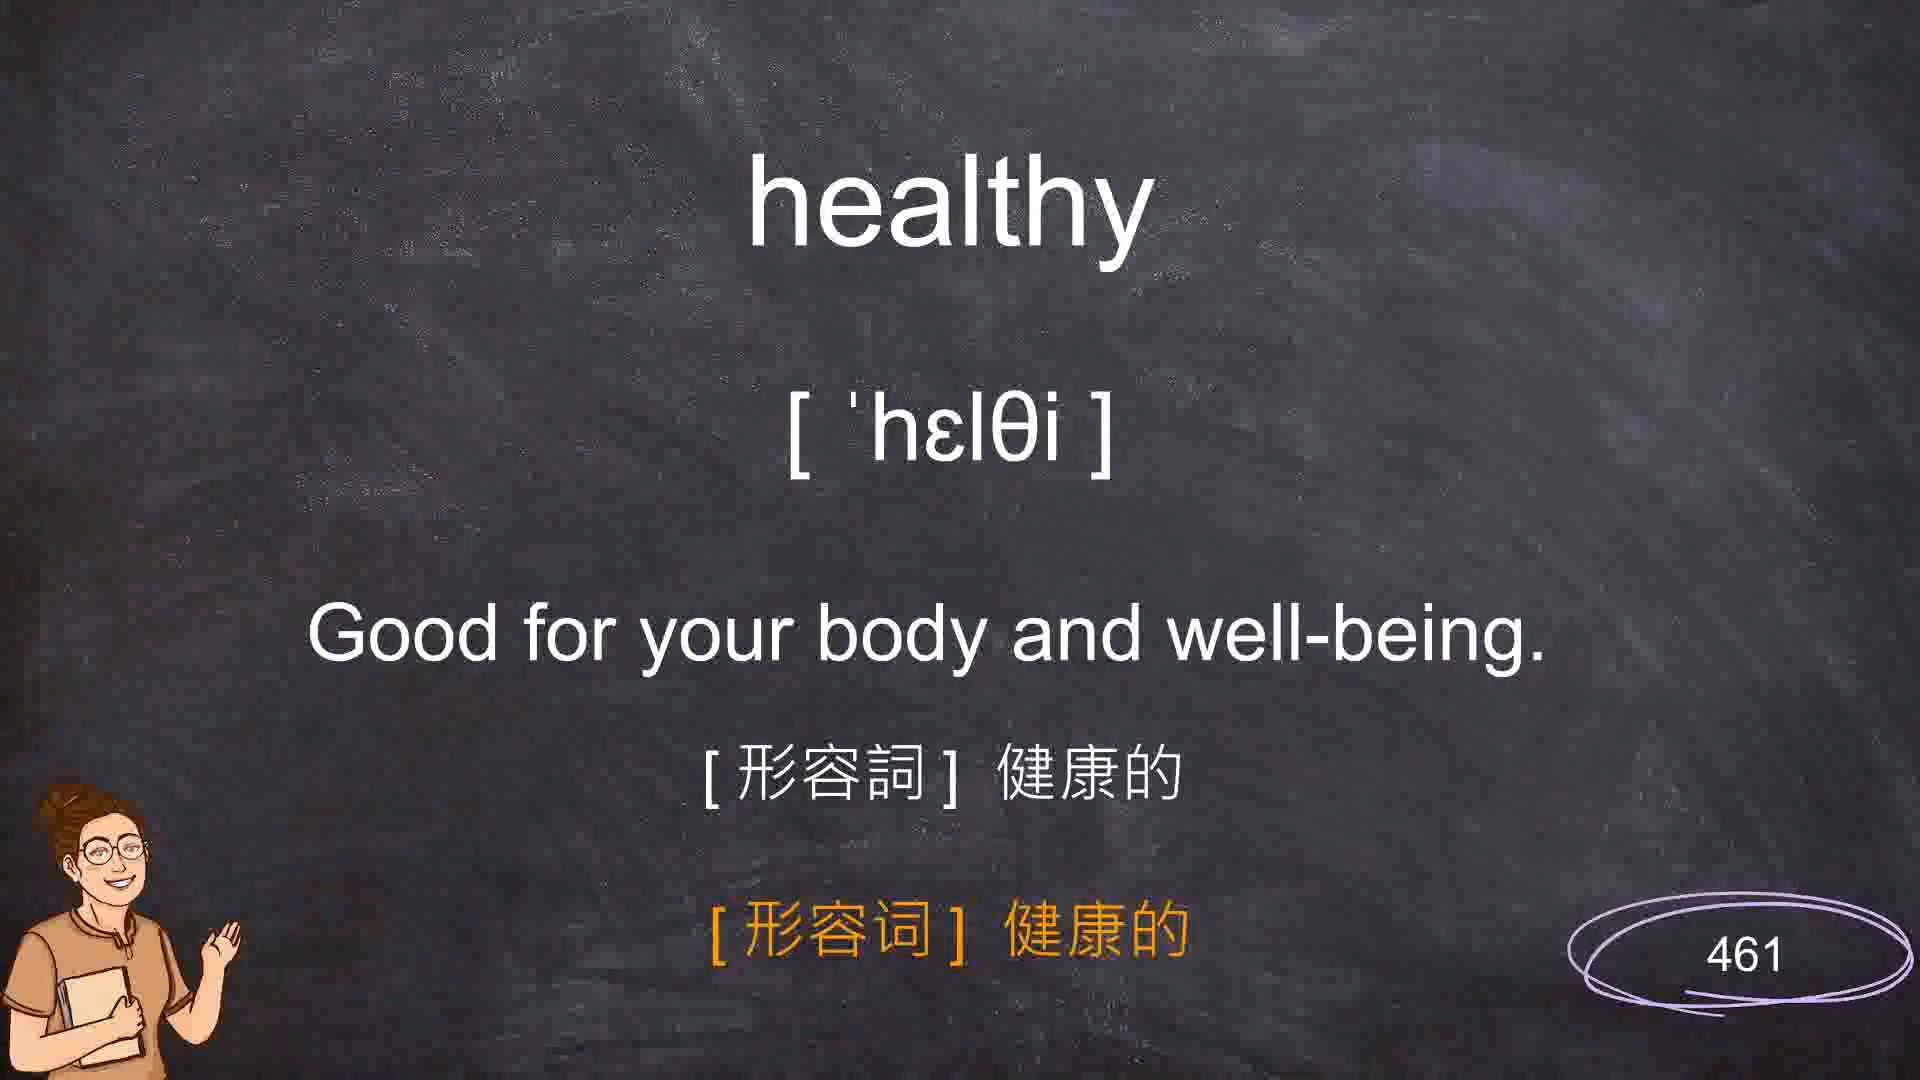 healthy
[ ˈhɛlθi ]
Good for your body and well-being.
[ 形容詞 ] 健康的
[ 形容词 ] 健康的
461